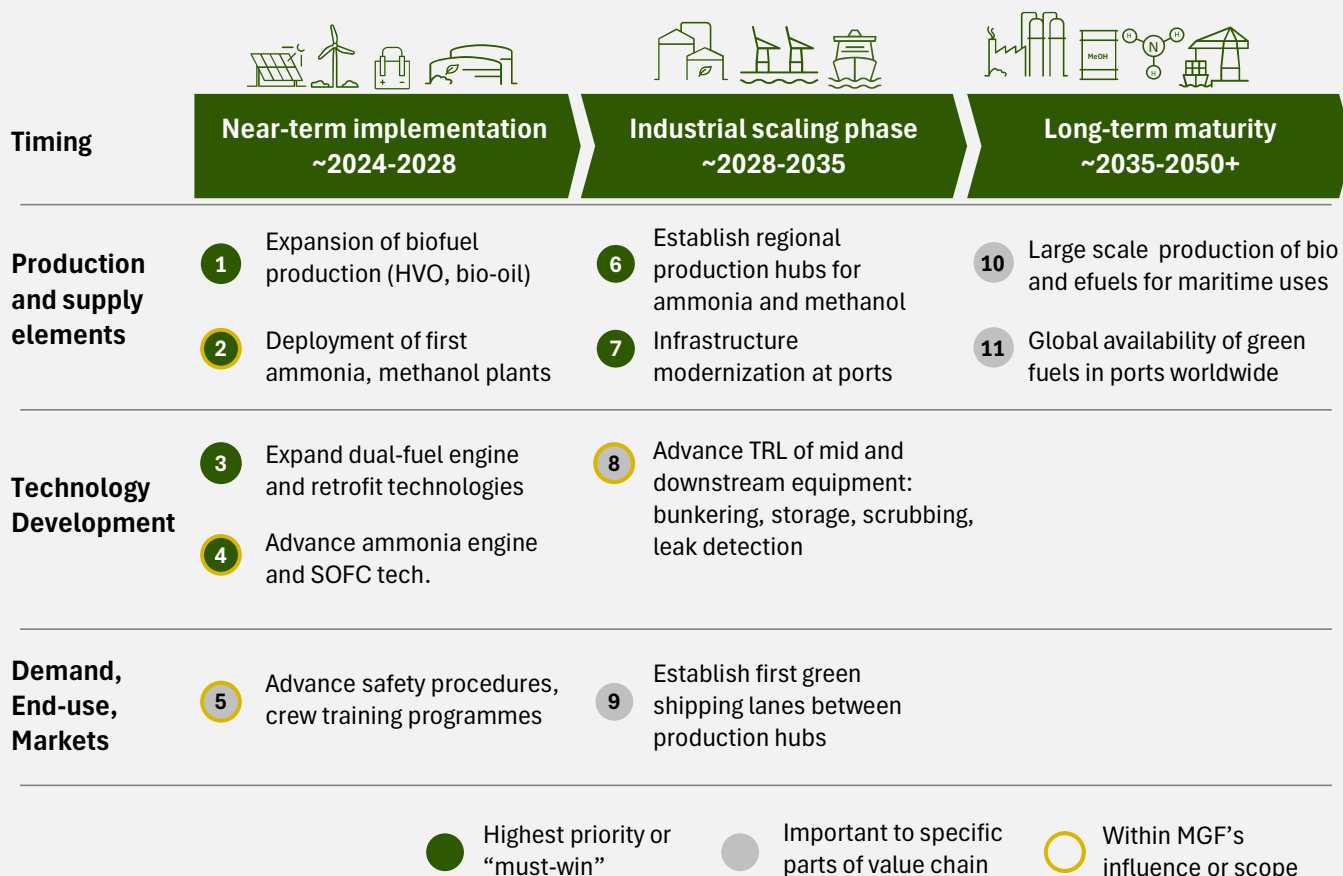 MeOH
H
N
H
H
Timing
Near-term implementation
~2024-2028
Industrial scaling phase
~2028-2035
Long-term maturity
~2035-2050+
Production
and supply
elements
1
Expansion of biofuel
production (HVO, bio-oil)
2
Deployment of first
ammonia, methanol plants
6
Establish regional
production hubs for
ammonia and methanol
7
Infrastructure
modernization at ports
10
Large scale  production of bio
and efuels for maritime uses
11
Global availability of green
fuels in ports worldwide
Technology
Development
3
Expand dual-fuel engine
and retrofit technologies
4
Advance ammonia engine
and SOFC tech.
8
Advance TRL of mid and
downstream equipment:
bunkering, storage, scrubbing,
leak detection
Demand,
End-use,
Markets
5
Advance safety procedures,
crew training programmes
9
Establish first green
shipping lanes between
production hubs
Highest priority or
“must-win”
Important to specific
parts of value chain
Within MGF’s
influence or scope